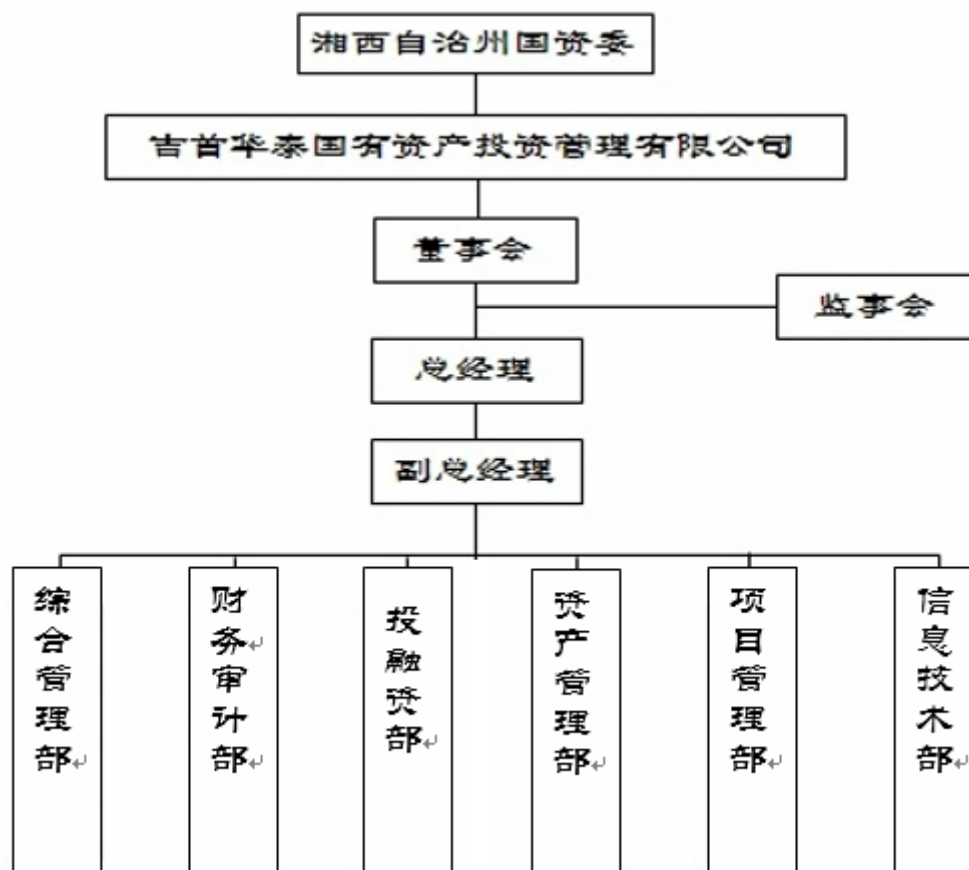 湘西自治州国资委
吉首华泰国有资产投资管理有限公司
董事会
监事会
总经理
副总经理
综合管理部
财务审计部
投融资部
资产管理部
项目管理部
信息技术部